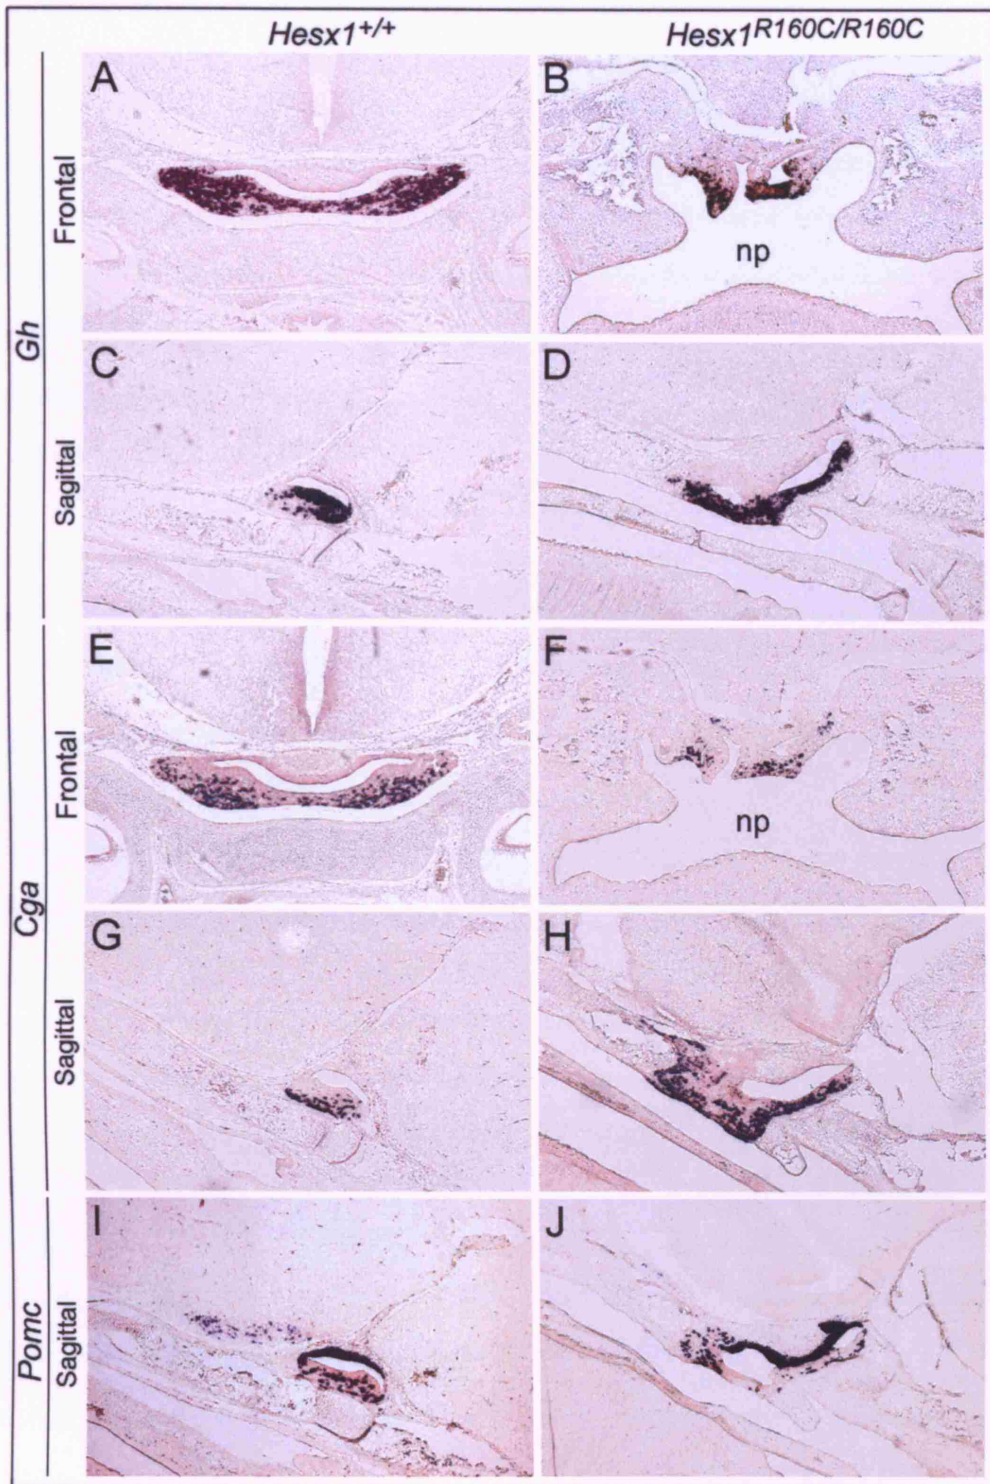 Hesx1+/+ Hesx1R160C/R160C
A B
Frontal
np
Gh
C D
Sagittal
E F
Frontal
np
Cga
G H
Sagittal
I J
Pomc
Sagittal